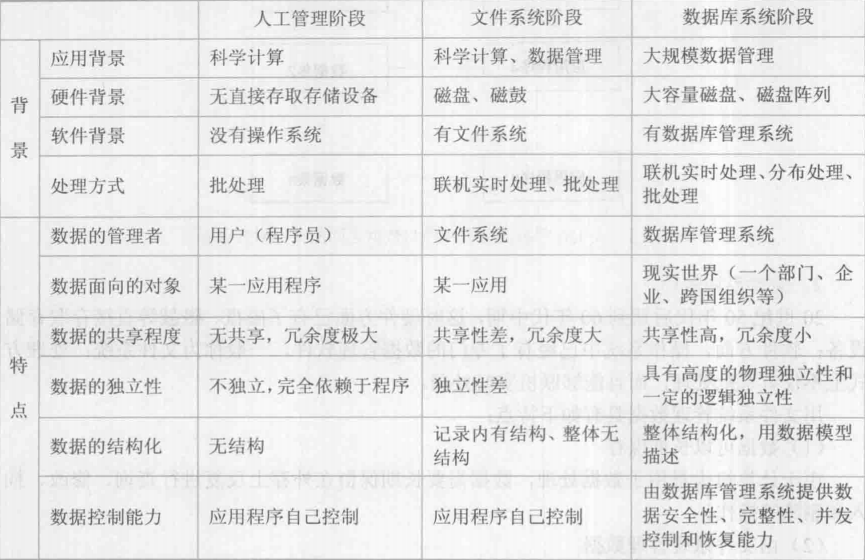 人工管理阶段 文件系统阶段 数据库系统阶段
背景
应用背景 科学计算 科学计算、数据管理 大规模数据管理
硬件背景 无直接存取存储设备 磁盘、磁鼓 大容量磁盘、磁盘阵列
软件背景 没有操作系统 有文件系统 有数据库管理系统
处理方式 批处理 联机实时处理、批处理 联机实时处理、分布处理、
批处理
特点
数据的管理者 用户（程序员） 文件系统 数据库管理系统
数据面向的对象 某一应用程序 某一应用 现实世界（一个部门、企
业、跨国组织等）
数据的共享程度 无共享，冗余度极大 共享性差，冗余度大 共享性高，冗余度小
数据的独立性 不独立，完全依赖于程序 独立性差 具有高度的物理独立性和
一定的逻辑独立性
数据的结构化 无结构 记录内有结构、整体无
结构 整体结构化，用数据模型
描述
数据控制能力 应用程序自己控制 应用程序自己控制 由数据库管理系统提供数
据安全性、完整性、并发
控制和恢复能力